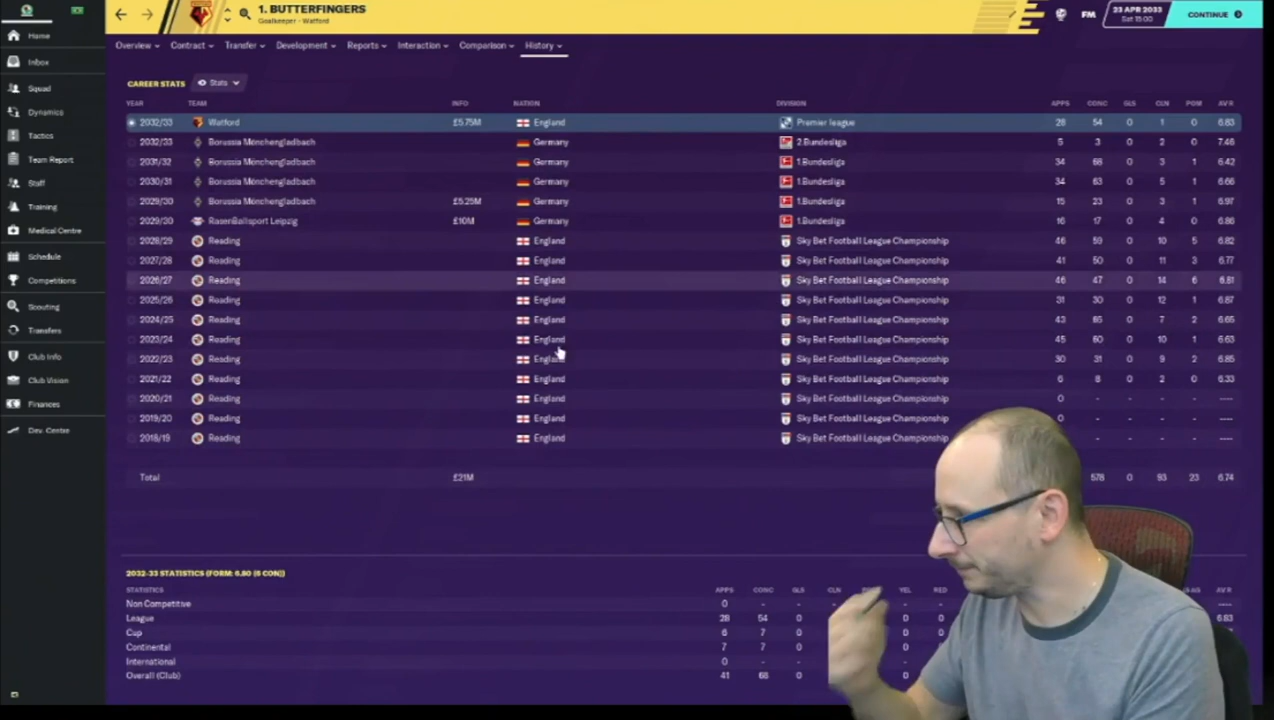 1. BUTTERFINGERS
Goalkeeper - Watford
FM
23 APR 2033
Sat 15:00
CONTINUE
Home
Inbox
Squad
Dynamics
Tactics
Team Report
Staff
Training
Medical Centre
Schedule
Competitions
Scouting
Transfers
Club Info
Club Vision
Finances
Dev. Centre
Overview Contract Transfer Development Reports Interaction Comparison History
CAREER STATS Stats
YEAR TEAM INFO NATION DIVISION APPS CONC GLS CLN POM AVR
2032/33 Watford £5.75M England Premier league 28 54 0 1 0 6.83
2032/33 Borussia Mönchengladbach Germany 2.Bundesliga 5 3 0 2 0 7.46
2031/32 Borussia Mönchengladbach Germany 1.Bundesliga 34 68 0 3 1 6.42
2030/31 Borussia Mönchengladbach Germany 1.Bundesliga 34 63 0 5 1 6.66
2029/30 Borussia Mönchengladbach £5.25M Germany 1.Bundesliga 15 23 0 3 1 6.97
2029/30 RasenBallsport Leipzig £10M Germany 1.Bundesliga 16 17 0 4 0 6.86
2028/29 Reading England Sky Bet Football League Championship 46 59 0 10 5 6.82
2027/28 Reading England Sky Bet Football League Championship 41 50 0 11 3 6.77
2026/27 Reading England Sky Bet Football League Championship 46 47 0 14 6 6.81
2025/26 Reading England Sky Bet Football League Championship 31 30 0 12 1 6.87
2024/25 Reading England Sky Bet Football League Championship 43 65 0 7 2 6.65
2023/24 Reading England Sky Bet Football League Championship 45 60 0 10 1 6.63
2022/23 Reading England Sky Bet Football League Championship 30 31 0 9 2 6.85
2021/22 Reading England Sky Bet Football League Championship 6 8 0 2 0 6.33
2020/21 Reading England Sky Bet Football League Championship 0 - - - - ----
2019/20 Reading England Sky Bet Football League Championship 0 - - - - ----
2018/19 Reading England Sky Bet Football League Championship - - - - ----
Total £21M 578 0 93 23 6.74
2032-33 STATISTICS (FORM: 6.80 (6 CON))
STATISTICS APPS CONC GLS CLN YEL RED
Non Competitive 0 - - - - - ----
League 28 54 0 0 0 6.83
Cup 6 7 0 0 0
Continental 7 7 0 0 0
International 0 - - - -
Overall (Club) 41 68 0 0